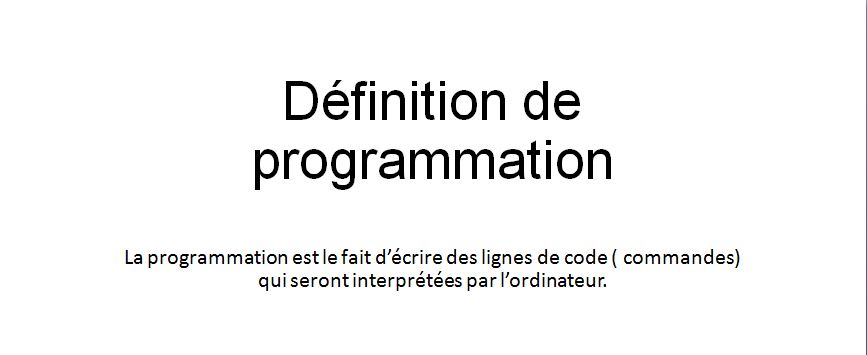 Définition de
programmation
La programmation est le fait d’écrire des lignes de code ( commandes)
qui seront interprétées par l’ordinateur.